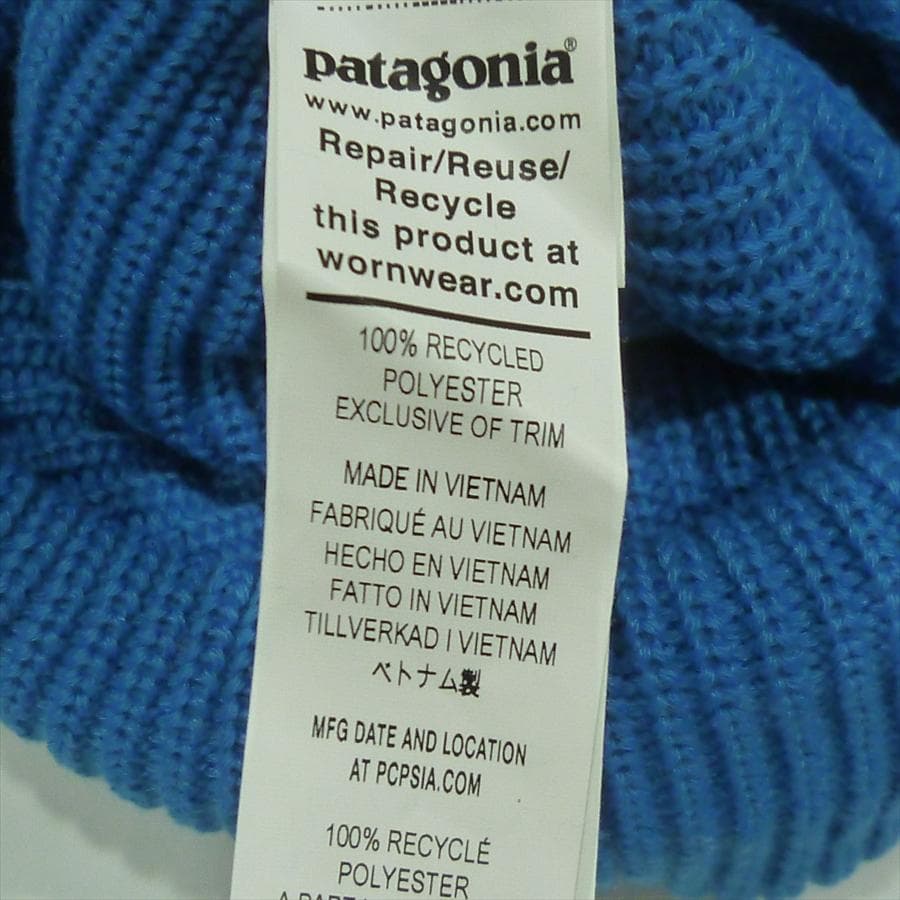 patagonia®
www.patagonia.com
Repair/Reuse/
Recycle
this product at
wornwear.com
100% RECYCLED
POLYESTER
EXCLUSIVE OF TRIM
MADE IN VIETNAM
FABRIQUÉ AU VIETNAM
HECHO EN VIETNAM
FATTO IN VIETNAM
TILLVERKAD I VIETNAM
ベトナム製
MFG DATE AND LOCATION
AT PCPSIA.COM
100% RECYCLÉ
POLYESTER